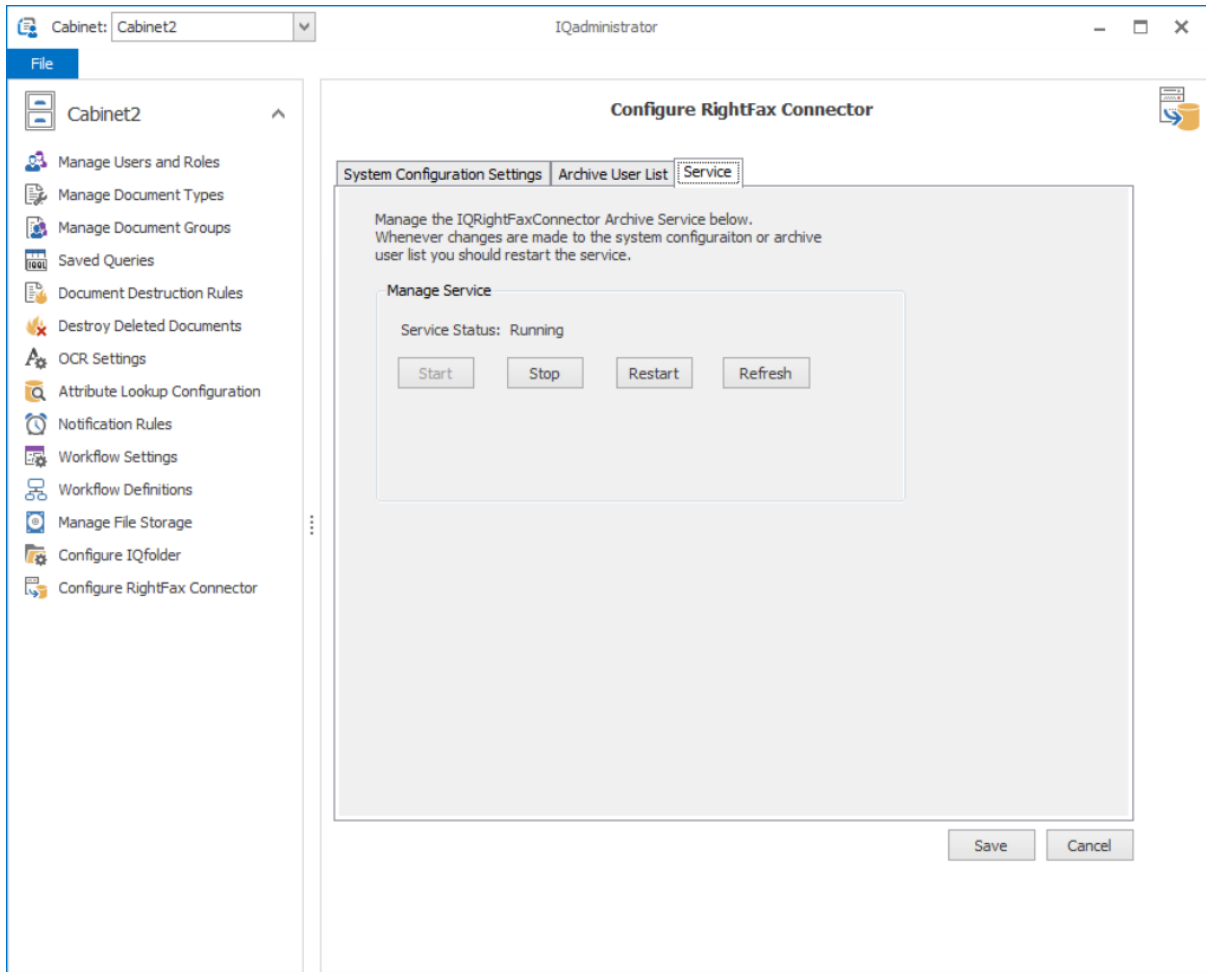 Cabinet: Cabinet2
IQadministrator
File
Cabinet2
Manage Users and Roles
Manage Document Types
Manage Document Groups
Saved Queries
Document Destruction Rules
Destroy Deleted Documents
OCR Settings
Attribute Lookup Configuration
Notification Rules
Workflow Settings
Workflow Definitions
Manage File Storage
Configure IQfolder
Configure RightFax Connector
Configure RightFax Connector
System Configuration Settings Archive User List Service
Manage the IQRightFaxConnector Archive Service below.
Whenever changes are made to the system configuraiton or archive
user list you should restart the service.
Manage Service
Service Status: Running
Start Stop Restart Refresh
Save Cancel